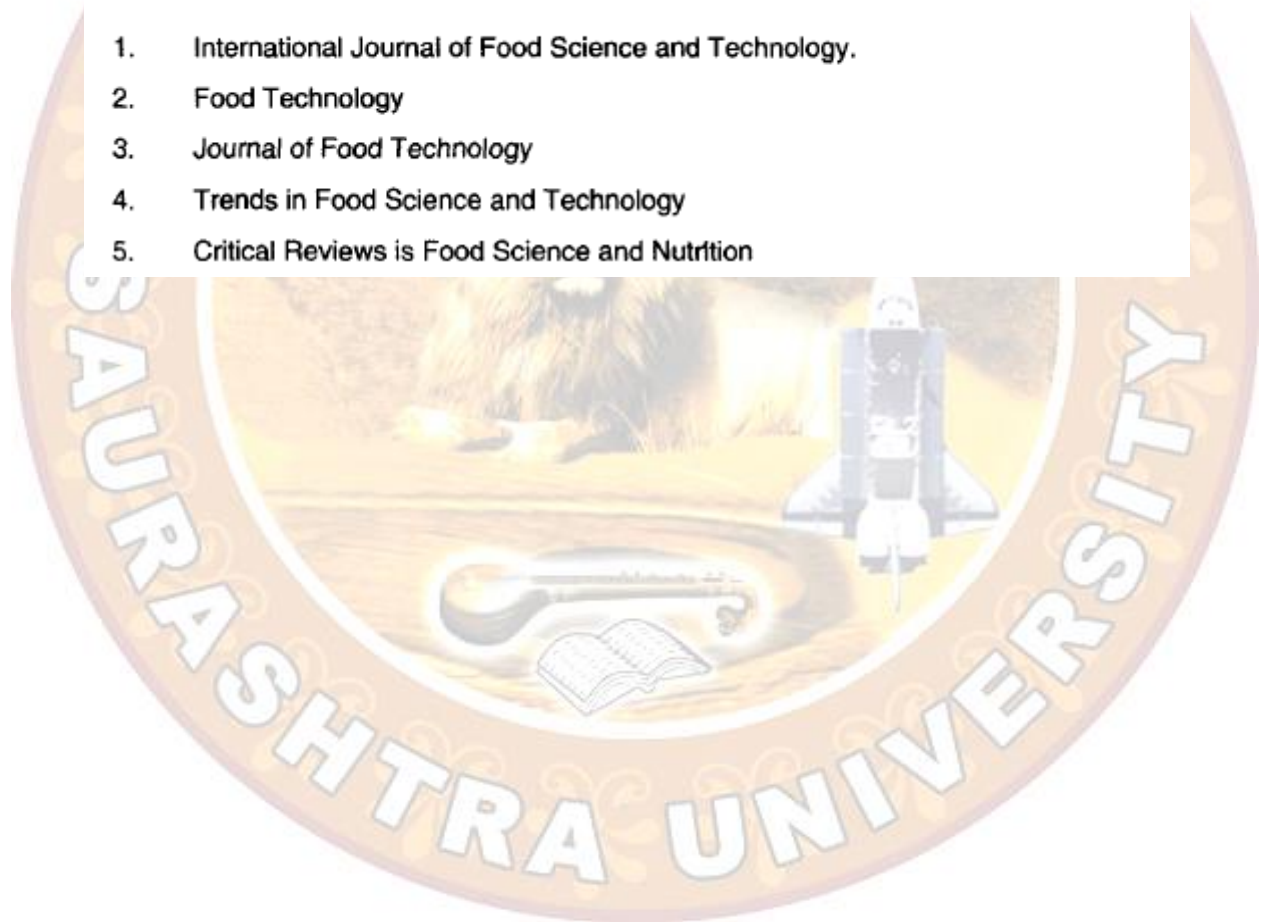 1. International Journal of Food Science and Technology.
2. Food Technology
3. Journal of Food Technology
4. Trends in Food Science and Technology
5. Critical Reviews is Food Science and Nutrition
SAURASHTRA UNIVERSITY